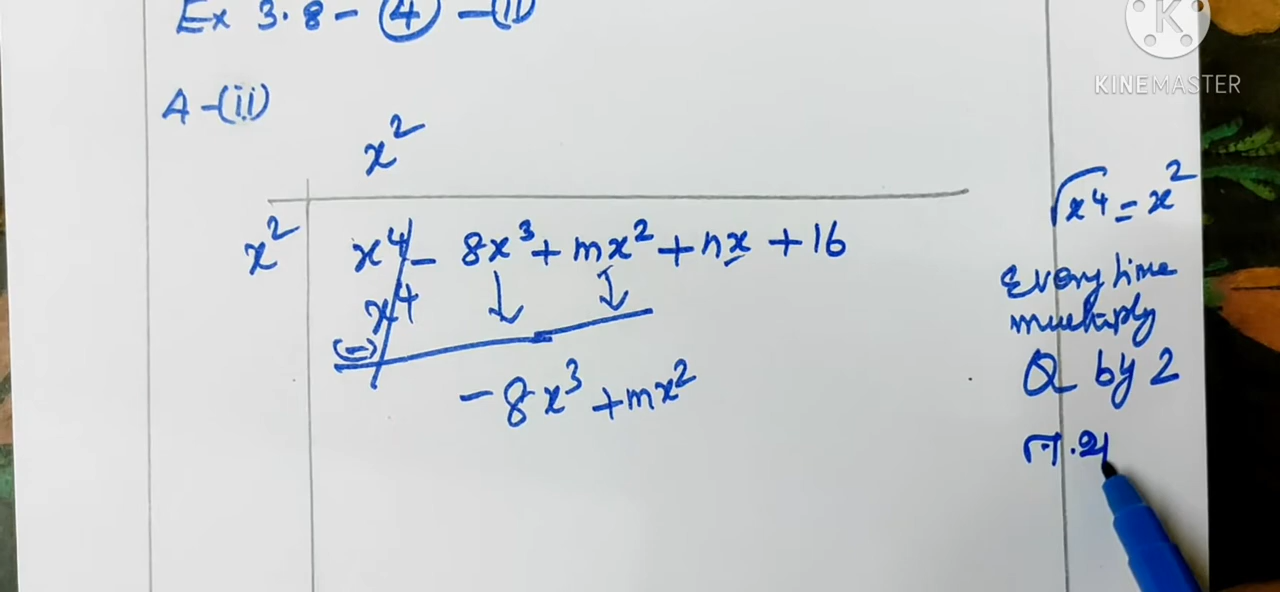 Ex 3.8 - ④ - (ii)
4 - (ii)
KINEMASTER
x²
x² x⁴ - 8x³ + mx² + nx + 16
x⁴
(-)
-8x³ + mx²
√x⁴ = x²
Every time
multiply
Q by 2